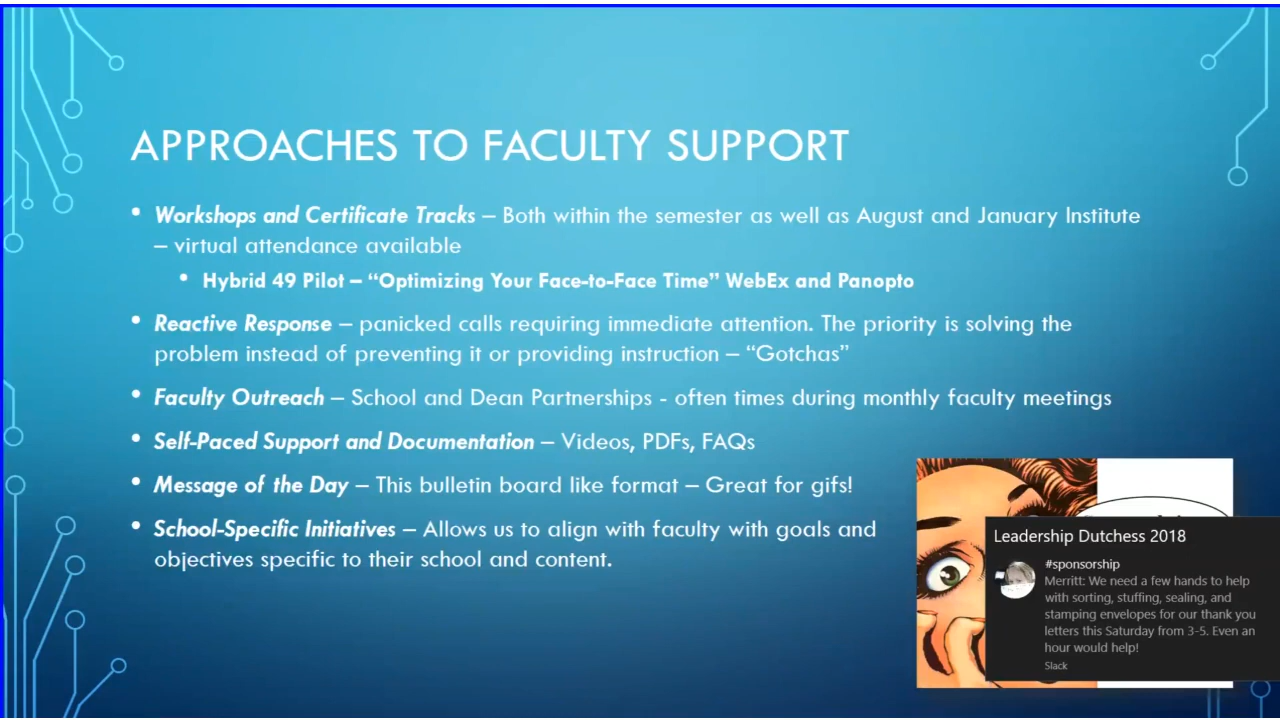 APPROACHES TO FACULTY SUPPORT
• Workshops and Certificate Tracks – Both within the semester as well as August and January Institute
– virtual attendance available
• Hybrid 49 Pilot – “Optimizing Your Face-to-Face Time” WebEx and Panopto
• Reactive Response – panicked calls requiring immediate attention. The priority is solving the
problem instead of preventing it or providing instruction – “Gotchas”
• Faculty Outreach – School and Dean Partnerships - often times during monthly faculty meetings
• Self-Paced Support and Documentation – Videos, PDFs, FAQs
• Message of the Day – This bulletin board like format – Great for gifs!
• School-Specific Initiatives – Allows us to align with faculty with goals and
objectives specific to their school and content.
Leadership Dutchess 2018
#sponsorship
Merritt: We need a few hands to help
with sorting, stuffing, sealing, and
stamping envelopes for our thank you
letters this Saturday from 3-5. Even an
hour would help!
Slack